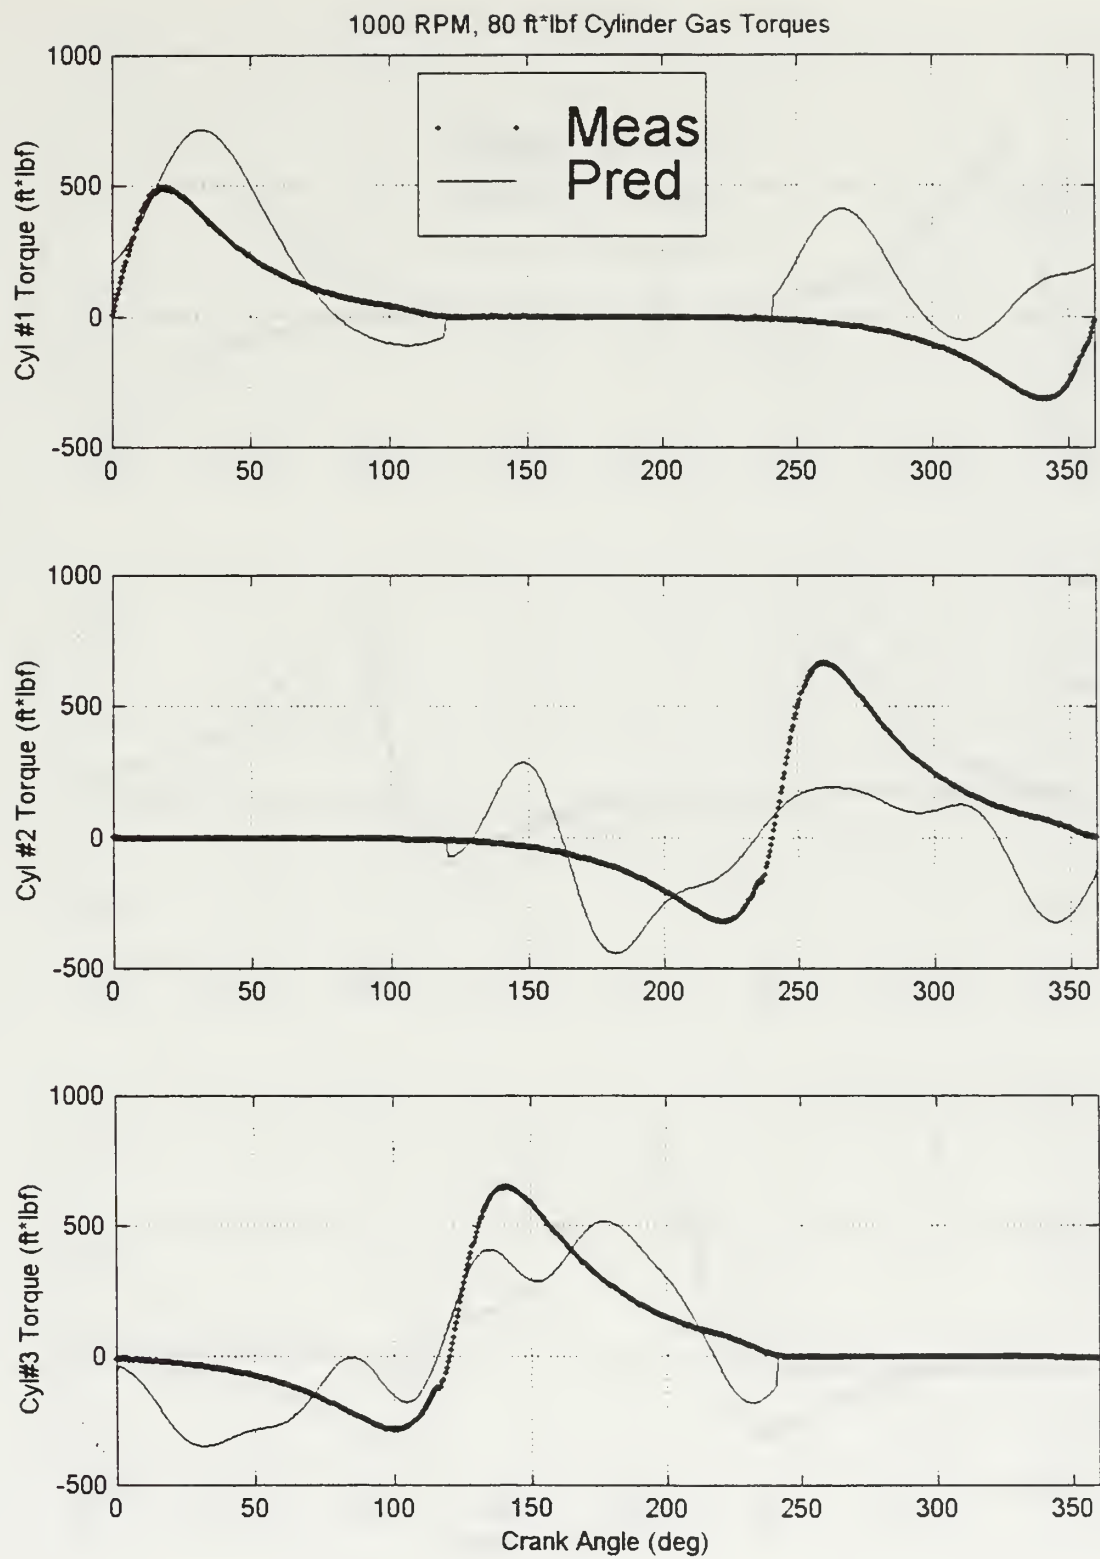 1000 RPM, 80 ft*lbf Cylinder Gas Torques
1000
500
0
-500
Cyl #1 Torque (ft*lbf)
Meas
Pred
0 50 100 150 200 250 300 350
1000
500
0
-500
Cyl #2 Torque (ft*lbf)
0 50 100 150 200 250 300 350
1000
500
0
-500
Cyl#3 Torque (ft*lbf)
0 50 100 150 200 250 300 350
Crank Angle (deg)